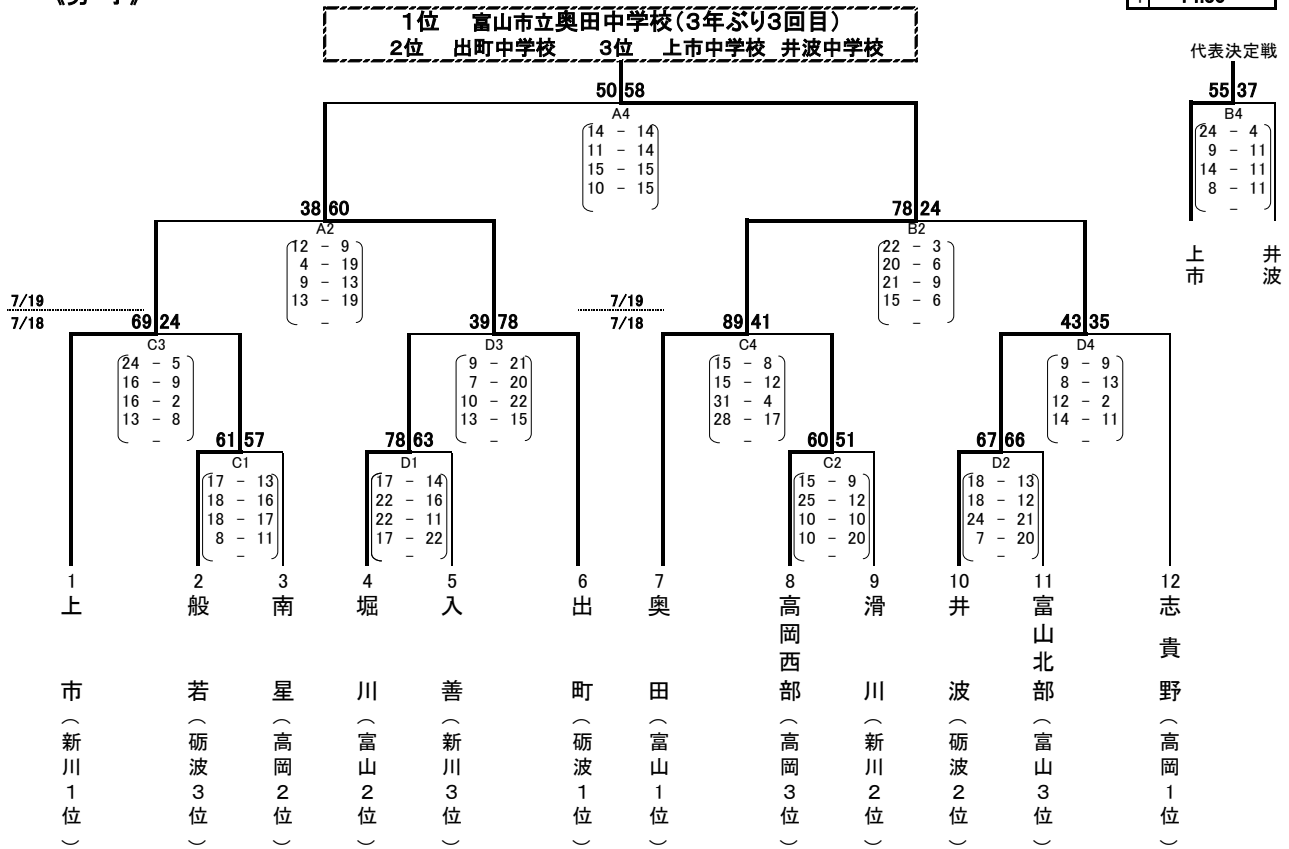 1位 富山市立奥田中学校(3年ぶり3回目)
2位 出町中学校 3位 上市中学校 井波中学校
代表決定戦
50 58
A4
14 - 14
11 - 14
15 - 15
10 - 15
55 37
B4
24 - 4
9 - 11
14 - 11
8 - 11
-
上市
井波
38 60
A2
12 - 9
4 - 19
9 - 13
13 - 19
-
78 24
B2
22 - 3
20 - 6
21 - 9
15 - 6
-
7/19
7/18
7/19
7/18
69 24
C3
24 - 5
16 - 9
16 - 2
13 - 8
-
39 78
D3
9 - 21
7 - 20
10 - 22
13 - 15
-
89 41
C4
15 - 8
15 - 12
31 - 4
28 - 17
-
43 35
D4
9 - 9
8 - 13
12 - 2
14 - 11
-
61 57
C1
17 - 13
18 - 16
18 - 17
8 - 11
-
78 63
D1
17 - 14
22 - 16
22 - 11
17 - 22
-
60 51
C2
15 - 9
25 - 12
10 - 10
10 - 20
-
67 66
D2
18 - 13
18 - 12
24 - 21
7 - 20
-
1 上市(新川1位)
2 般若(砺波3位)
3 南星(高岡2位)
4 堀川(富山2位)
5 入善(新川3位)
6 出町(砺波1位)
7 奥田(富山1位)
8 高岡西部(高岡3位)
9 滑川(新川2位)
10 井波(砺波2位)
11 富山北部(富山3位)
12 志貴野(高岡1位)